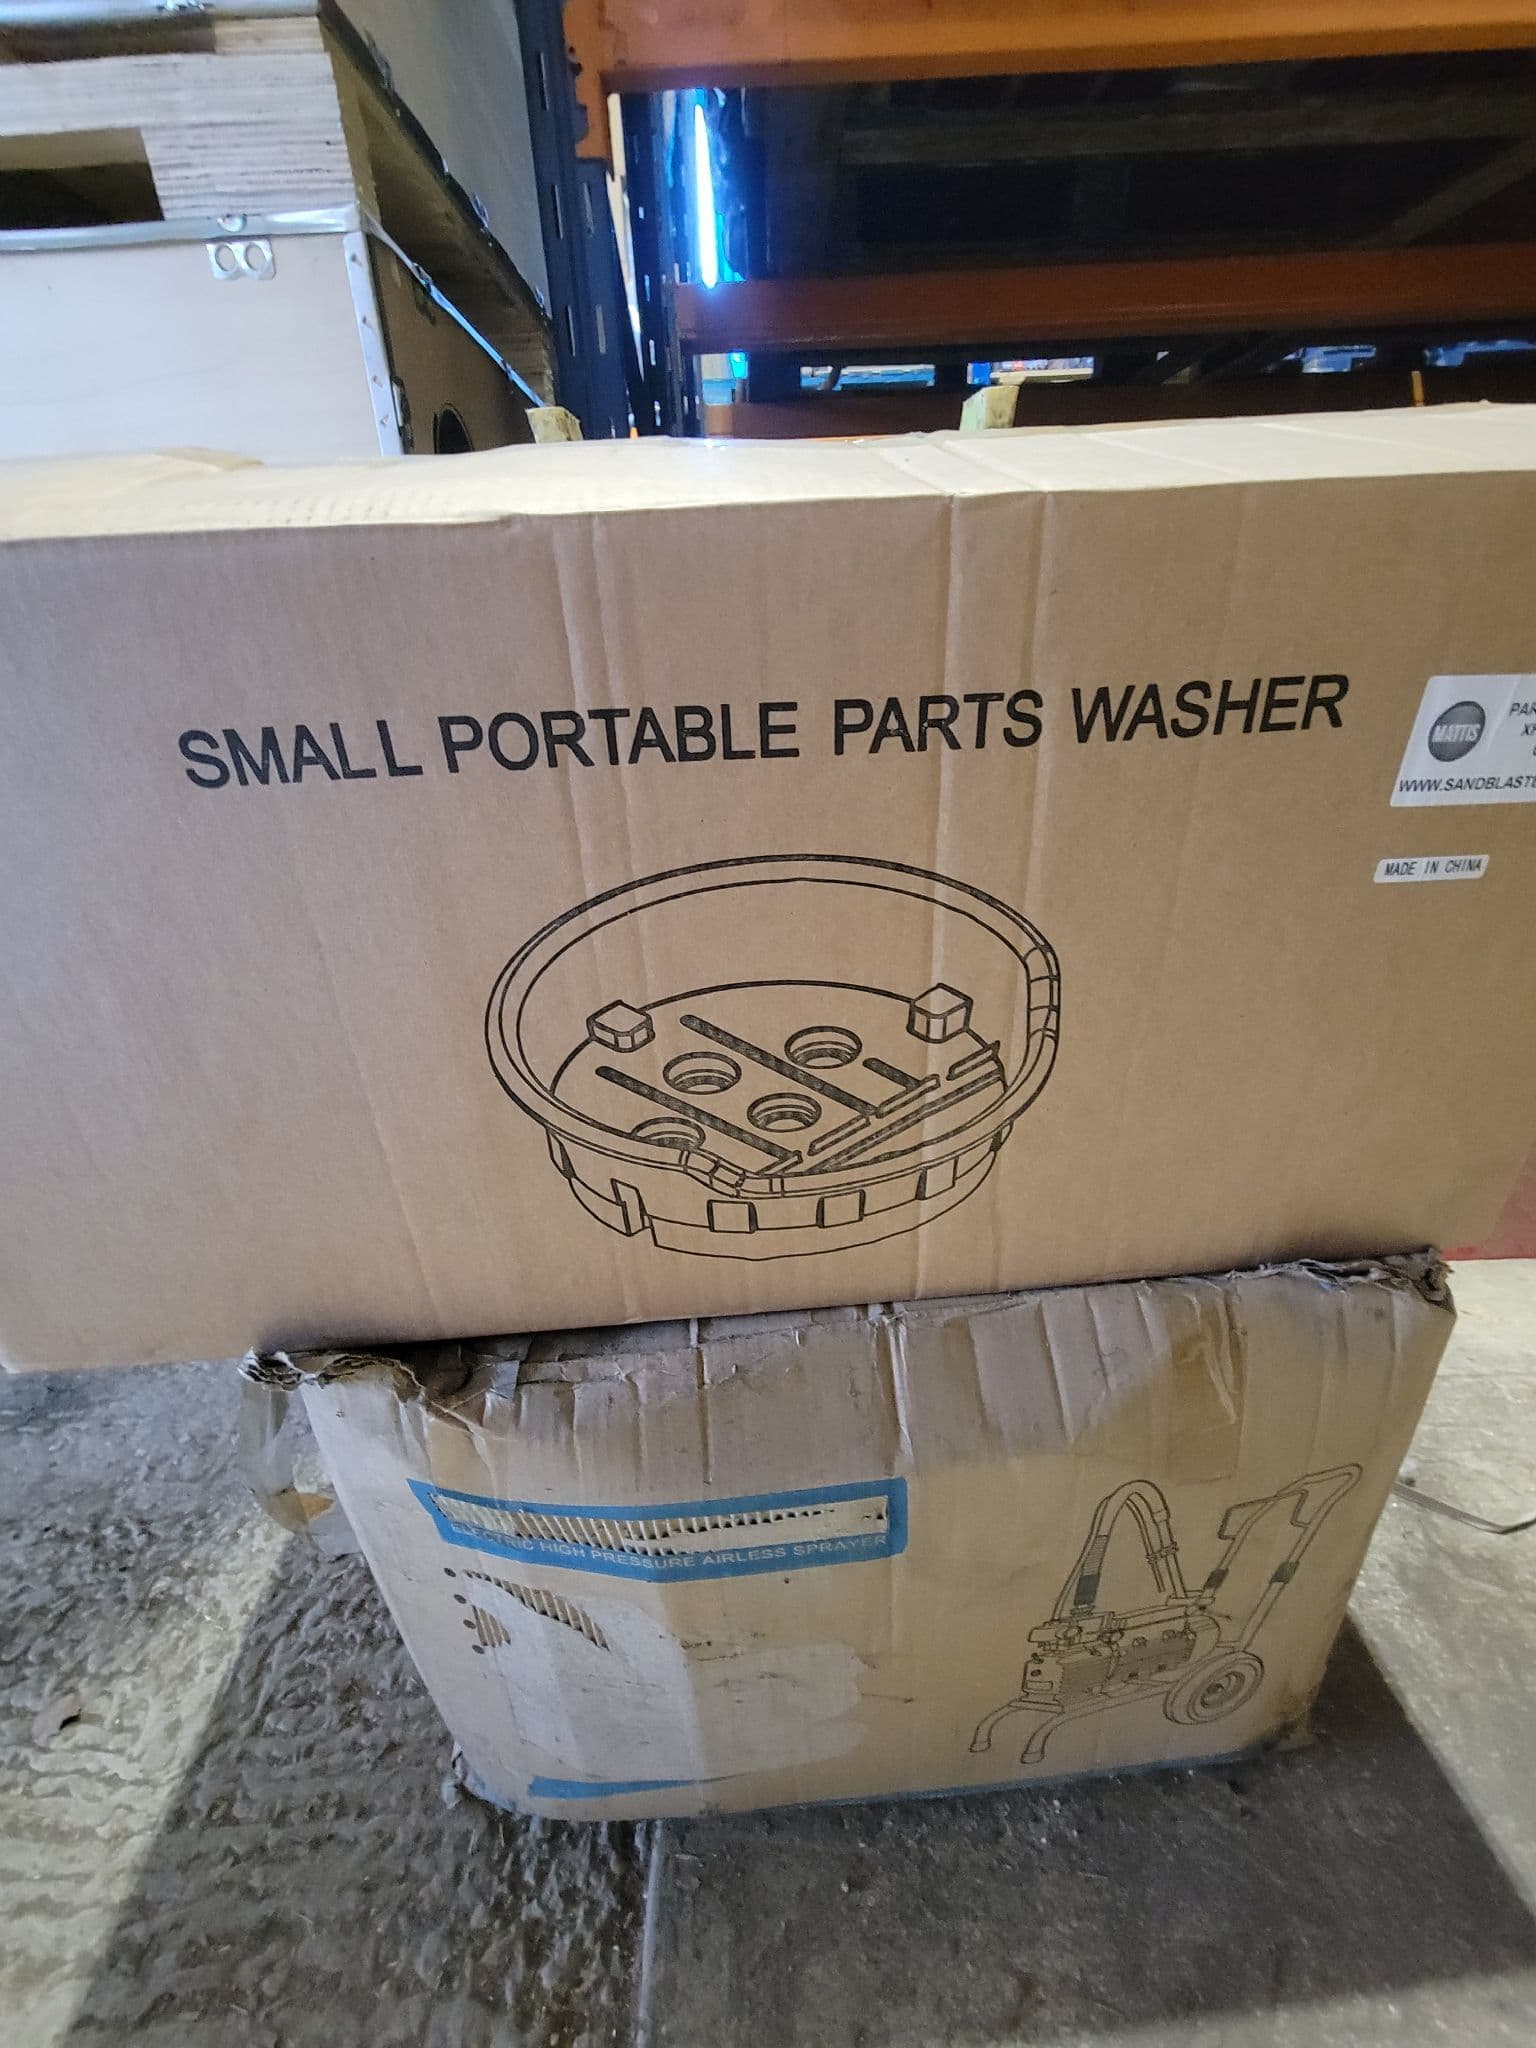 SMALL PORTABLE PARTS WASHER
MATTIS
WWW.SANDBLAST
MADE IN CHINA
ELECTRIC HIGH PRESSURE AIRLESS SPRAYER